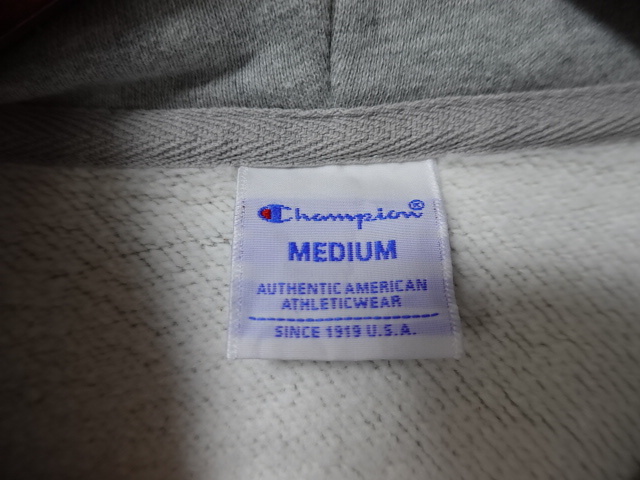 Champion®
MEDIUM
AUTHENTIC AMERICAN
ATHLETICWEAR
SINCE 1919 U.S.A.